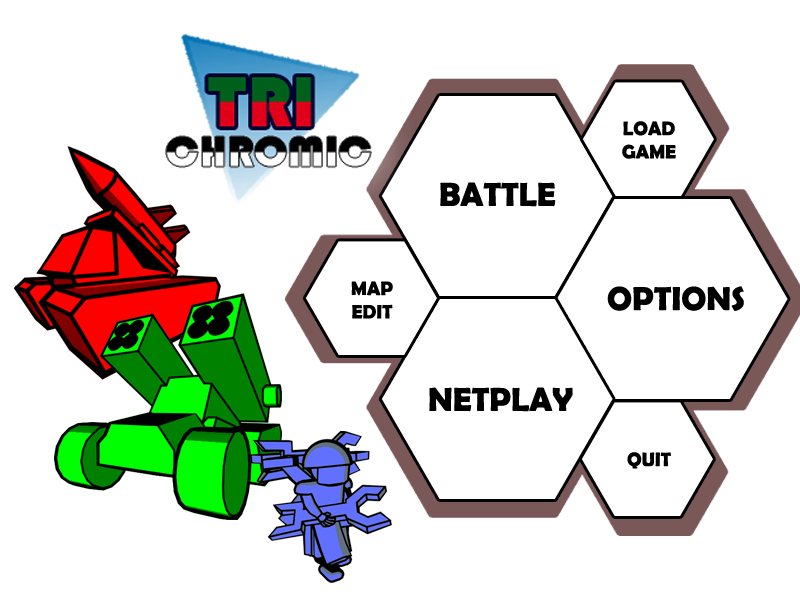 TRI
CHROMIC
BATTLE
LOAD
GAME
MAP
EDIT
OPTIONS
NETPLAY
QUIT